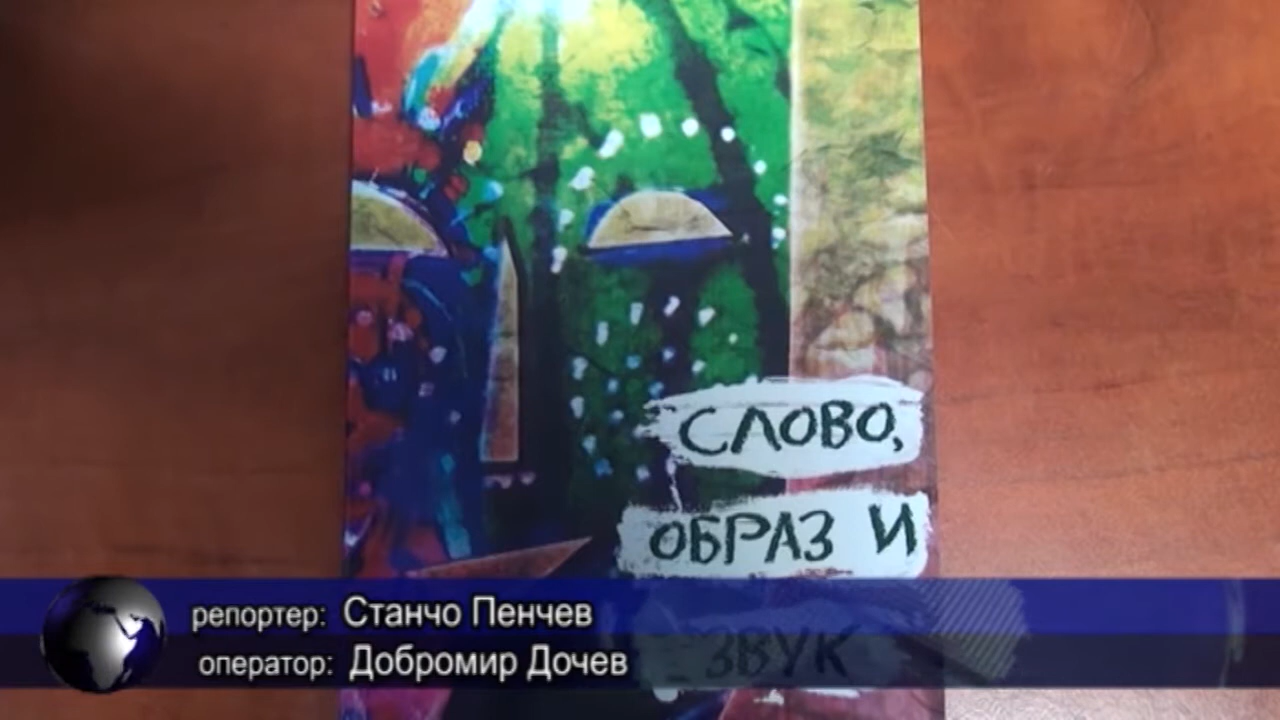 СЛОВО,
ОБРАЗ И
ЗВУК
репортер: Станчо Пенчев
оператор: Добромир Дочев